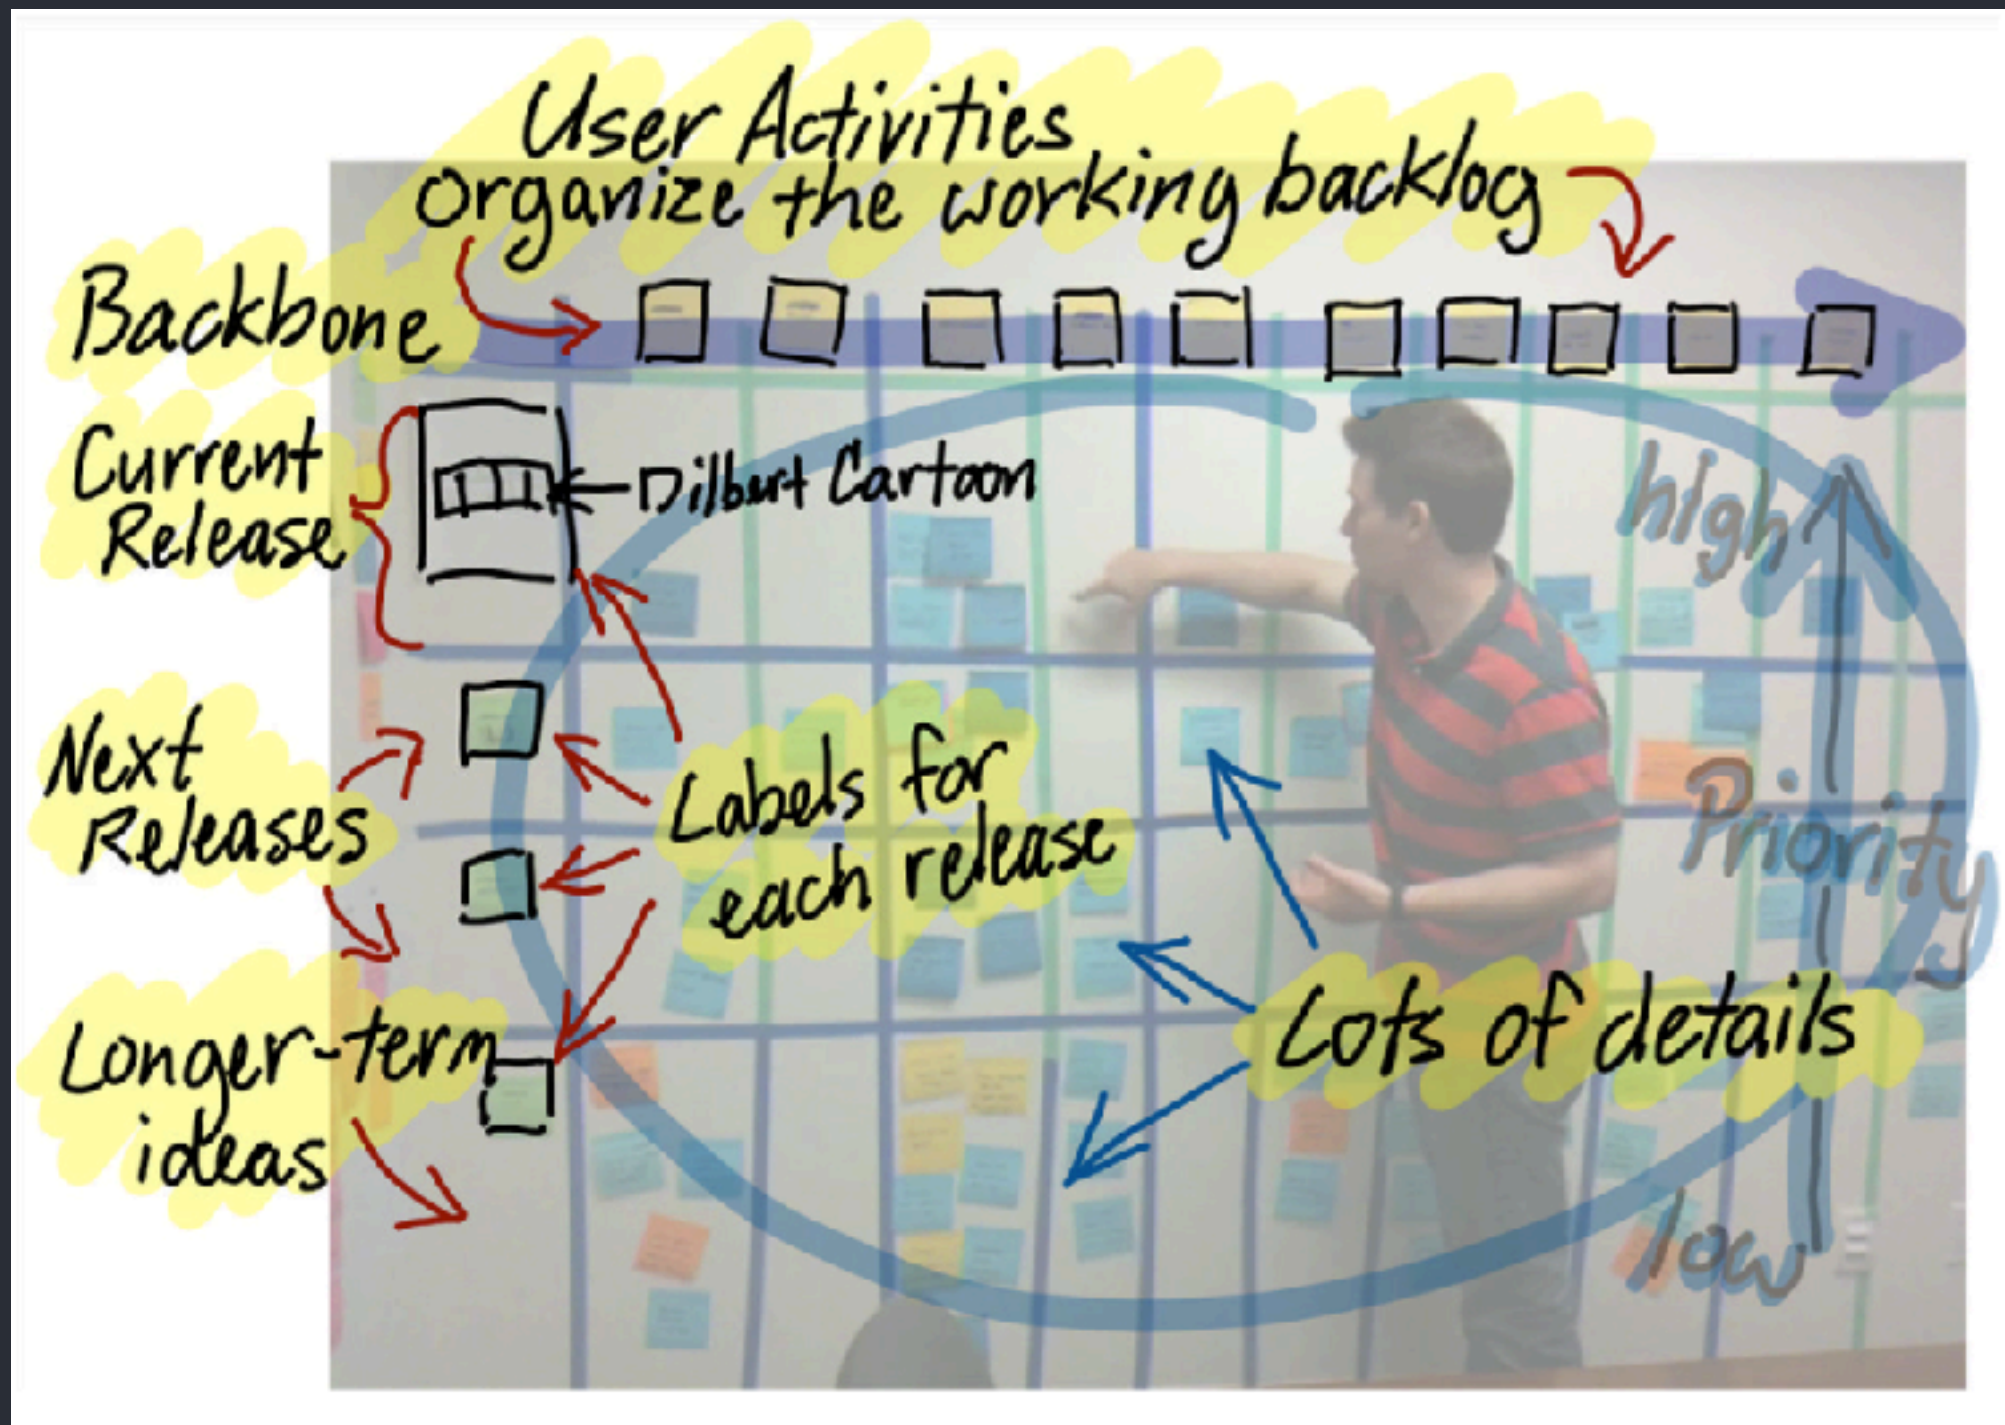 User Activities
organize the working backlog
Backbone
Current
Release
Dilbert Cartoon
high
Next
Releases
Labels for
each release
Priority
Lots of details
Longer-term
ideas
low